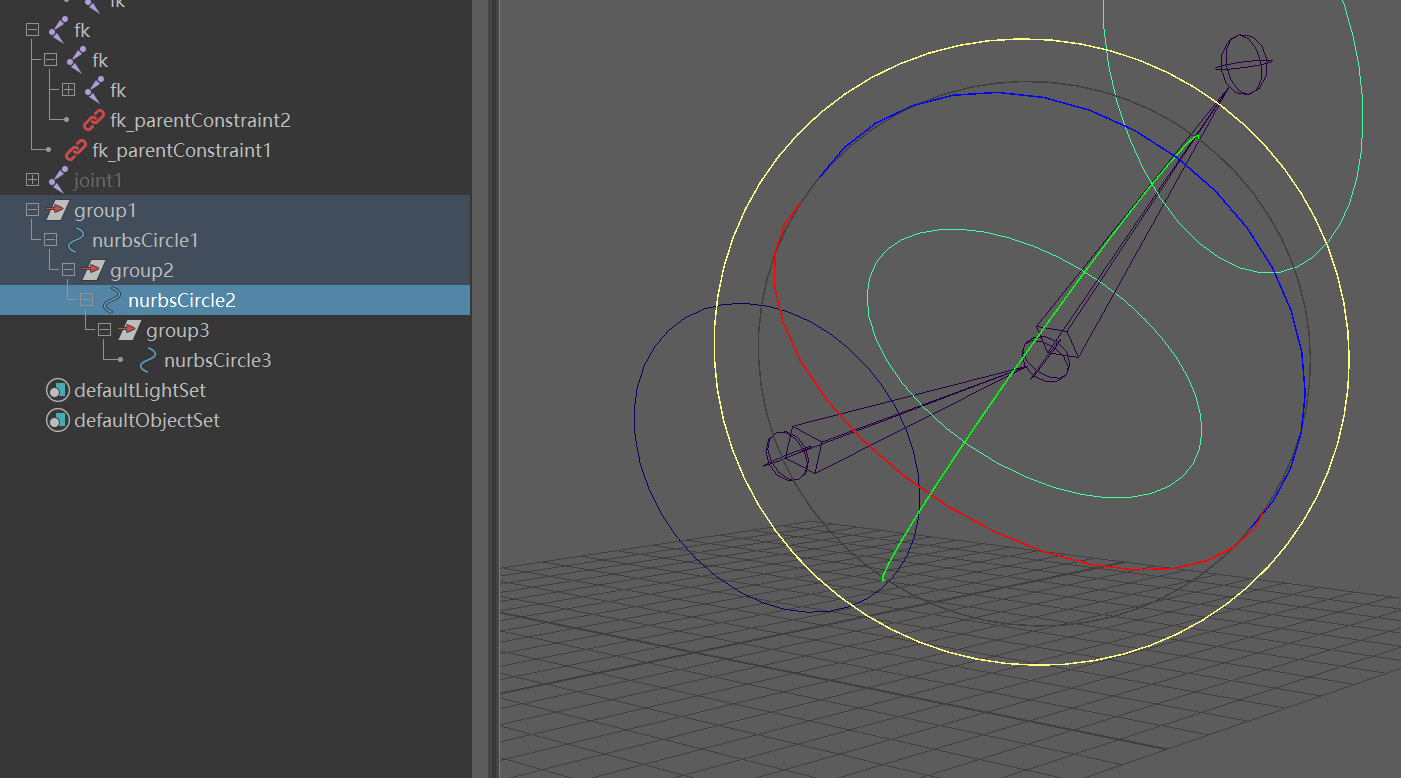 fk
fk
fk
fk
fk_parentConstraint2
fk_parentConstraint1
joint1
group1
nurbsCircle1
group2
nurbsCircle2
group3
nurbsCircle3
defaultLightSet
defaultObjectSet